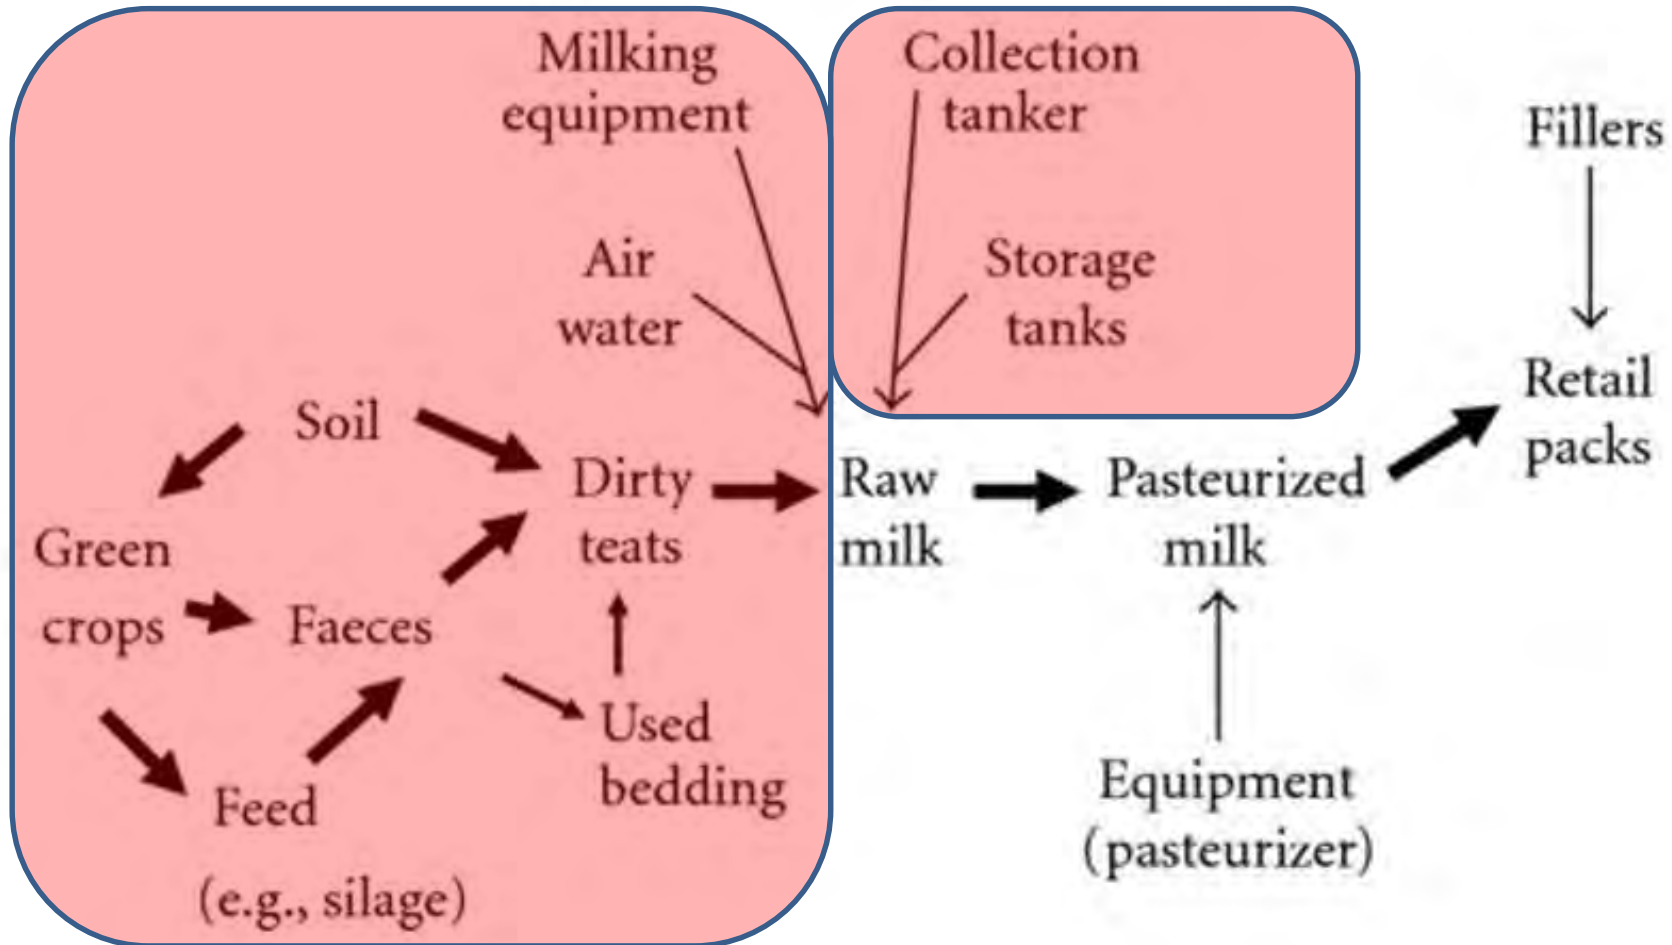 Milking
equipment
Collection
tanker
Fillers
Air
water
Storage
tanks
Soil
Retail
packs
Dirty
teats
Raw
milk
Pasteurized
milk
Green
crops
Faeces
Used
bedding
Feed
(e.g., silage)
Equipment
(pasteurizer)